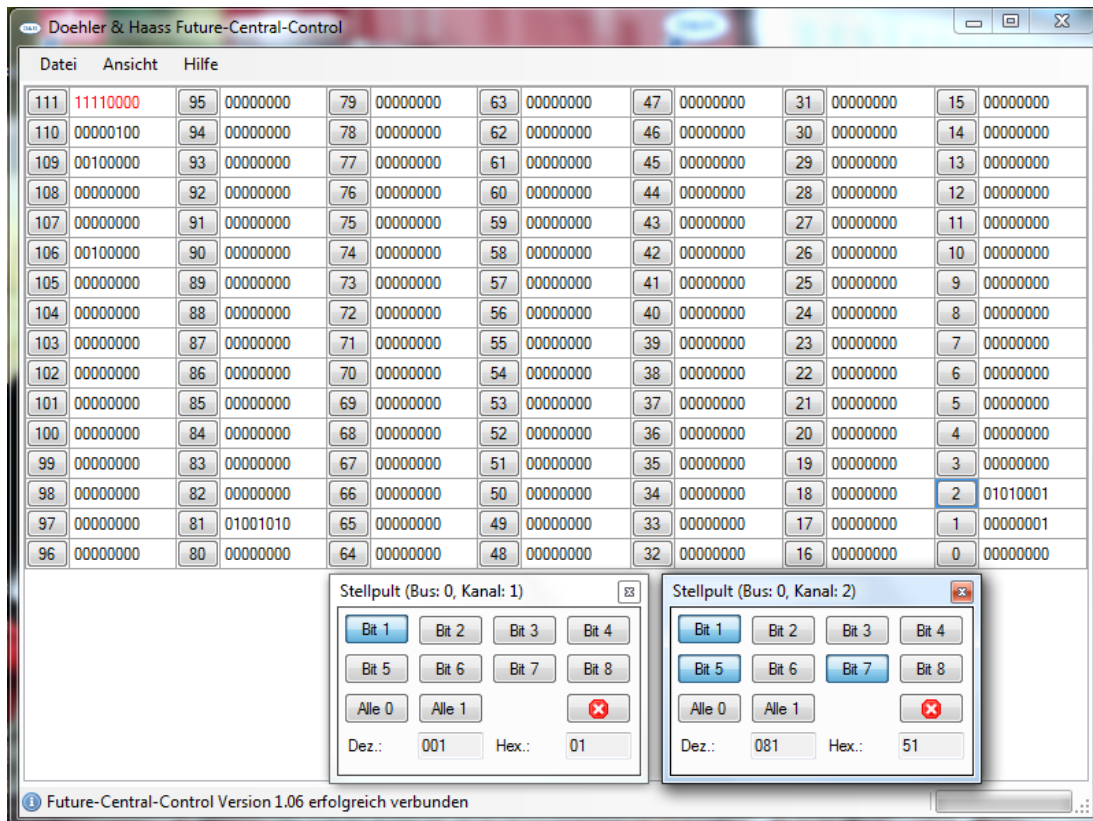 Doehler & Haass Future-Central-Control
Datei Ansicht Hilfe
111 11110000 95 00000000 79 00000000 63 00000000 47 00000000 31 00000000 15 00000000
110 00000100 94 00000000 78 00000000 62 00000000 46 00000000 30 00000000 14 00000000
109 00100000 93 00000000 77 00000000 61 00000000 45 00000000 29 00000000 13 00000000
108 00000000 92 00000000 76 00000000 60 00000000 44 00000000 28 00000000 12 00000000
107 00000000 91 00000000 75 00000000 59 00000000 43 00000000 27 00000000 11 00000000
106 00100000 90 00000000 74 00000000 58 00000000 42 00000000 26 00000000 10 00000000
105 00000000 89 00000000 73 00000000 57 00000000 41 00000000 25 00000000 9 00000000
104 00000000 88 00000000 72 00000000 56 00000000 40 00000000 24 00000000 8 00000000
103 00000000 87 00000000 71 00000000 55 00000000 39 00000000 23 00000000 7 00000000
102 00000000 86 00000000 70 00000000 54 00000000 38 00000000 22 00000000 6 00000000
101 00000000 85 00000000 69 00000000 53 00000000 37 00000000 21 00000000 5 00000000
100 00000000 84 00000000 68 00000000 52 00000000 36 00000000 20 00000000 4 00000000
99 00000000 83 00000000 67 00000000 51 00000000 35 00000000 19 00000000 3 00000000
98 00000000 82 00000000 66 00000000 50 00000000 34 00000000 18 00000000 2 01010001
97 00000000 81 01001010 65 00000000 49 00000000 33 00000000 17 00000000 1 00000001
96 00000000 80 00000000 64 00000000 48 00000000 32 00000000 16 00000000 0 00000000
Stellpult (Bus: 0, Kanal: 1)
Bit 1 Bit 2 Bit 3 Bit 4
Bit 5 Bit 6 Bit 7 Bit 8
Alle 0 Alle 1
Dez.: 001 Hex.: 01
Stellpult (Bus: 0, Kanal: 2)
Bit 1 Bit 2 Bit 3 Bit 4
Bit 5 Bit 6 Bit 7 Bit 8
Alle 0 Alle 1
Dez.: 081 Hex.: 51
Future-Central-Control Version 1.06 erfolgreich verbunden